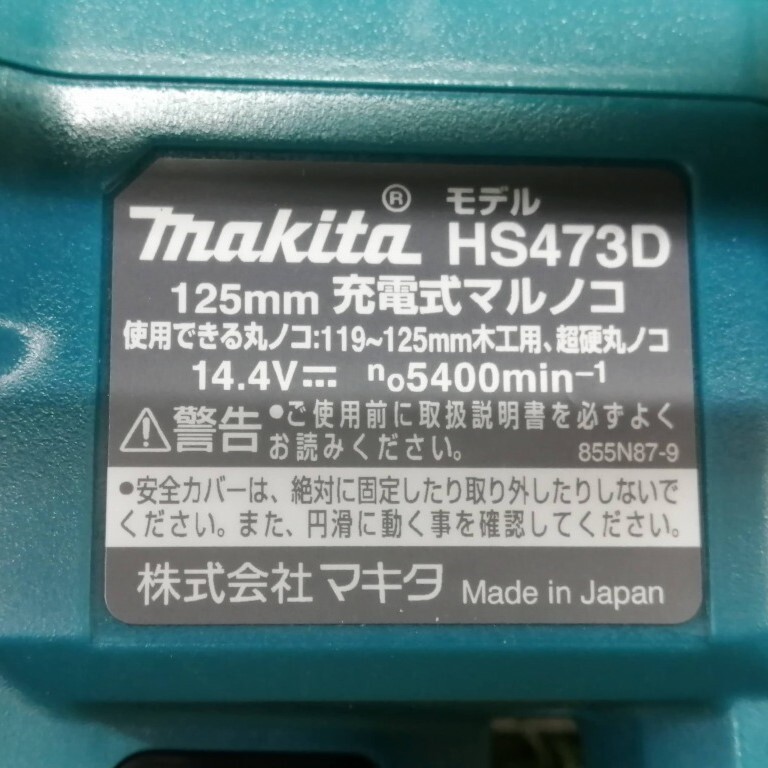 makita® モデル HS473D
125mm 充電式マルノコ
使用できる丸ノコ:119~125mm木工用、超硬丸ノコ
14.4V⎓ n₀5400min⁻¹
⚠警告 •ご使用前に取扱説明書を必ずよく
お読みください。 855N87-9
•安全カバーは、絶対に固定したり取り外したりしないで
ください。また、円滑に動く事を確認してください。
株式会社マキタ Made in Japan